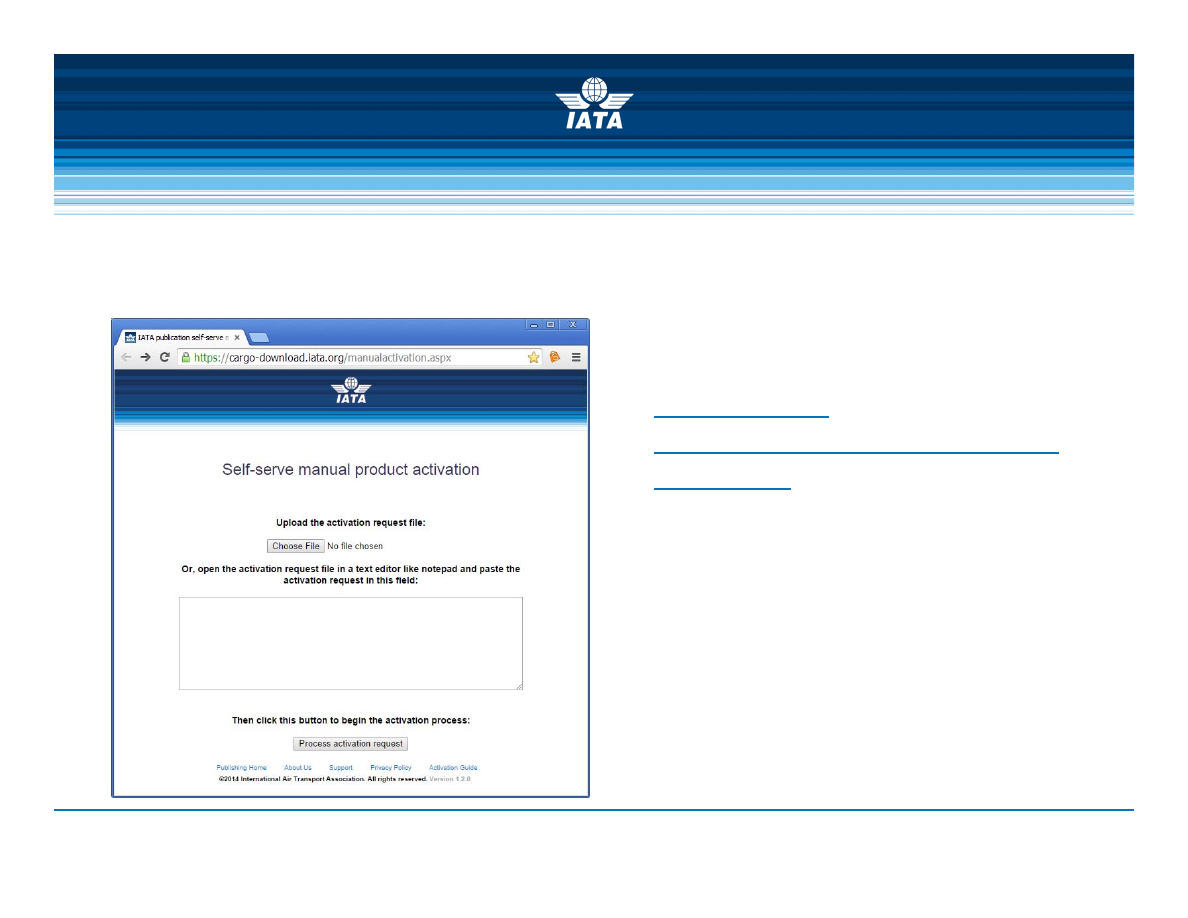 IATA
IATA publication self-serve m
https://cargo-download.iata.org/manualactivation.aspx
IATA
Self-serve manual product activation
Upload the activation request file:
Choose File No file chosen
Or, open the activation request file in a text editor like notepad and paste the
activation request in this field:
Then click this button to begin the activation process:
Process activation request
Publishing Home About Us Support Privacy Policy Activation Guide
©2014 International Air Transport Association. All rights reserved. Version 1.2.0